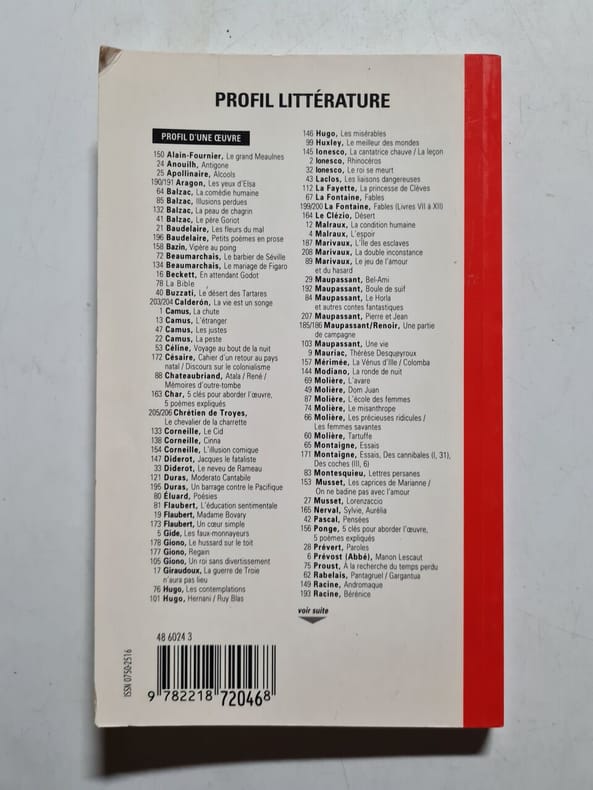 PROFIL LITTÉRATURE
PROFIL D'UNE ŒUVRE
150 Alain-Fournier, Le grand Meaulnes
24 Anouilh, Antigone
25 Apollinaire, Alcools
190/191 Aragon, Les yeux d'Elsa
64 Balzac, La comédie humaine
85 Balzac, Illusions perdues
132 Balzac, La peau de chagrin
41 Balzac, Le père Goriot
21 Baudelaire, Les fleurs du mal
196 Baudelaire, Petits poèmes en prose
158 Bazin, Vipère au poing
72 Beaumarchais, Le barbier de Séville
134 Beaumarchais, Le mariage de Figaro
16 Beckett, En attendant Godot
78 La Bible
40 Buzzati, Le désert des Tartares
203/204 Calderón, La vie est un songe
1 Camus, La chute
13 Camus, L'étranger
47 Camus, Les justes
22 Camus, La peste
53 Céline, Voyage au bout de la nuit
172 Césaire, Cahier d'un retour au pays
natal / Discours sur le colonialisme
88 Chateaubriand, Atala / René /
Mémoires d'outre-tombe
163 Char, 5 clés pour aborder l'œuvre,
5 poèmes expliqués
205/206 Chrétien de Troyes,
Le chevalier de la charrette
133 Corneille, Le Cid
138 Corneille, Cinna
154 Corneille, L'illusion comique
147 Diderot, Jacques le fataliste
33 Diderot, Le neveu de Rameau
121 Duras, Moderato Cantabile
195 Duras, Un barrage contre le Pacifique
80 Éluard, Poésies
81 Flaubert, L'éducation sentimentale
19 Flaubert, Madame Bovary
173 Flaubert, Un cœur simple
5 Gide, Les faux-monnayeurs
178 Giono, Le hussard sur le toit
177 Giono, Regain
105 Giono, Un roi sans divertissement
17 Giraudoux, La guerre de Troie
n'aura pas lieu
76 Hugo, Les contemplations
101 Hugo, Hernani / Ruy Blas
146 Hugo, Les misérables
99 Huxley, Le meilleur des mondes
145 Ionesco, La cantatrice chauve / La leçon
2 Ionesco, Rhinocéros
32 Ionesco, Le roi se meurt
43 Laclos, Les liaisons dangereuses
112 La Fayette, La princesse de Clèves
67 La Fontaine, Fables
199/200 La Fontaine, Fables (Livres VII à XII)
164 Le Clézio, Désert
12 Malraux, La condition humaine
4 Malraux, L'espoir
187 Marivaux, L'île des esclaves
208 Marivaux, La double inconstance
89 Marivaux, Le jeu de l'amour
et du hasard
29 Maupassant, Bel-Ami
192 Maupassant, Boule de suif
84 Maupassant, Le Horla
et autres contes fantastiques
207 Maupassant, Pierre et Jean
185/186 Maupassant/Renoir, Une partie
de campagne
103 Maupassant, Une vie
9 Mauriac, Thérèse Desqueyroux
157 Mérimée, La Vénus d'Ille / Colomba
144 Modiano, La ronde de nuit
69 Molière, L'avare
49 Molière, Dom Juan
87 Molière, L'école des femmes
74 Molière, Le misanthrope
66 Molière, Les précieuses ridicules /
Les femmes savantes
60 Molière, Tartuffe
65 Montaigne, Essais
171 Montaigne, Essais, Des cannibales (I, 31),
Des coches (III, 6)
83 Montesquieu, Lettres persanes
153 Musset, Les caprices de Marianne /
On ne badine pas avec l'amour
27 Musset, Lorenzaccio
165 Nerval, Sylvie, Aurélia
42 Pascal, Pensées
156 Ponge, 5 clés pour aborder l'œuvre,
5 poèmes expliqués
28 Prévert, Paroles
6 Prévost (Abbé), Manon Lescaut
75 Proust, À la recherche du temps perdu
62 Rabelais, Pantagruel / Gargantua
149 Racine, Andromaque
193 Racine, Bérénice
voir suite
48 6024 3
ISSN 0750-2516
9 782218 720468